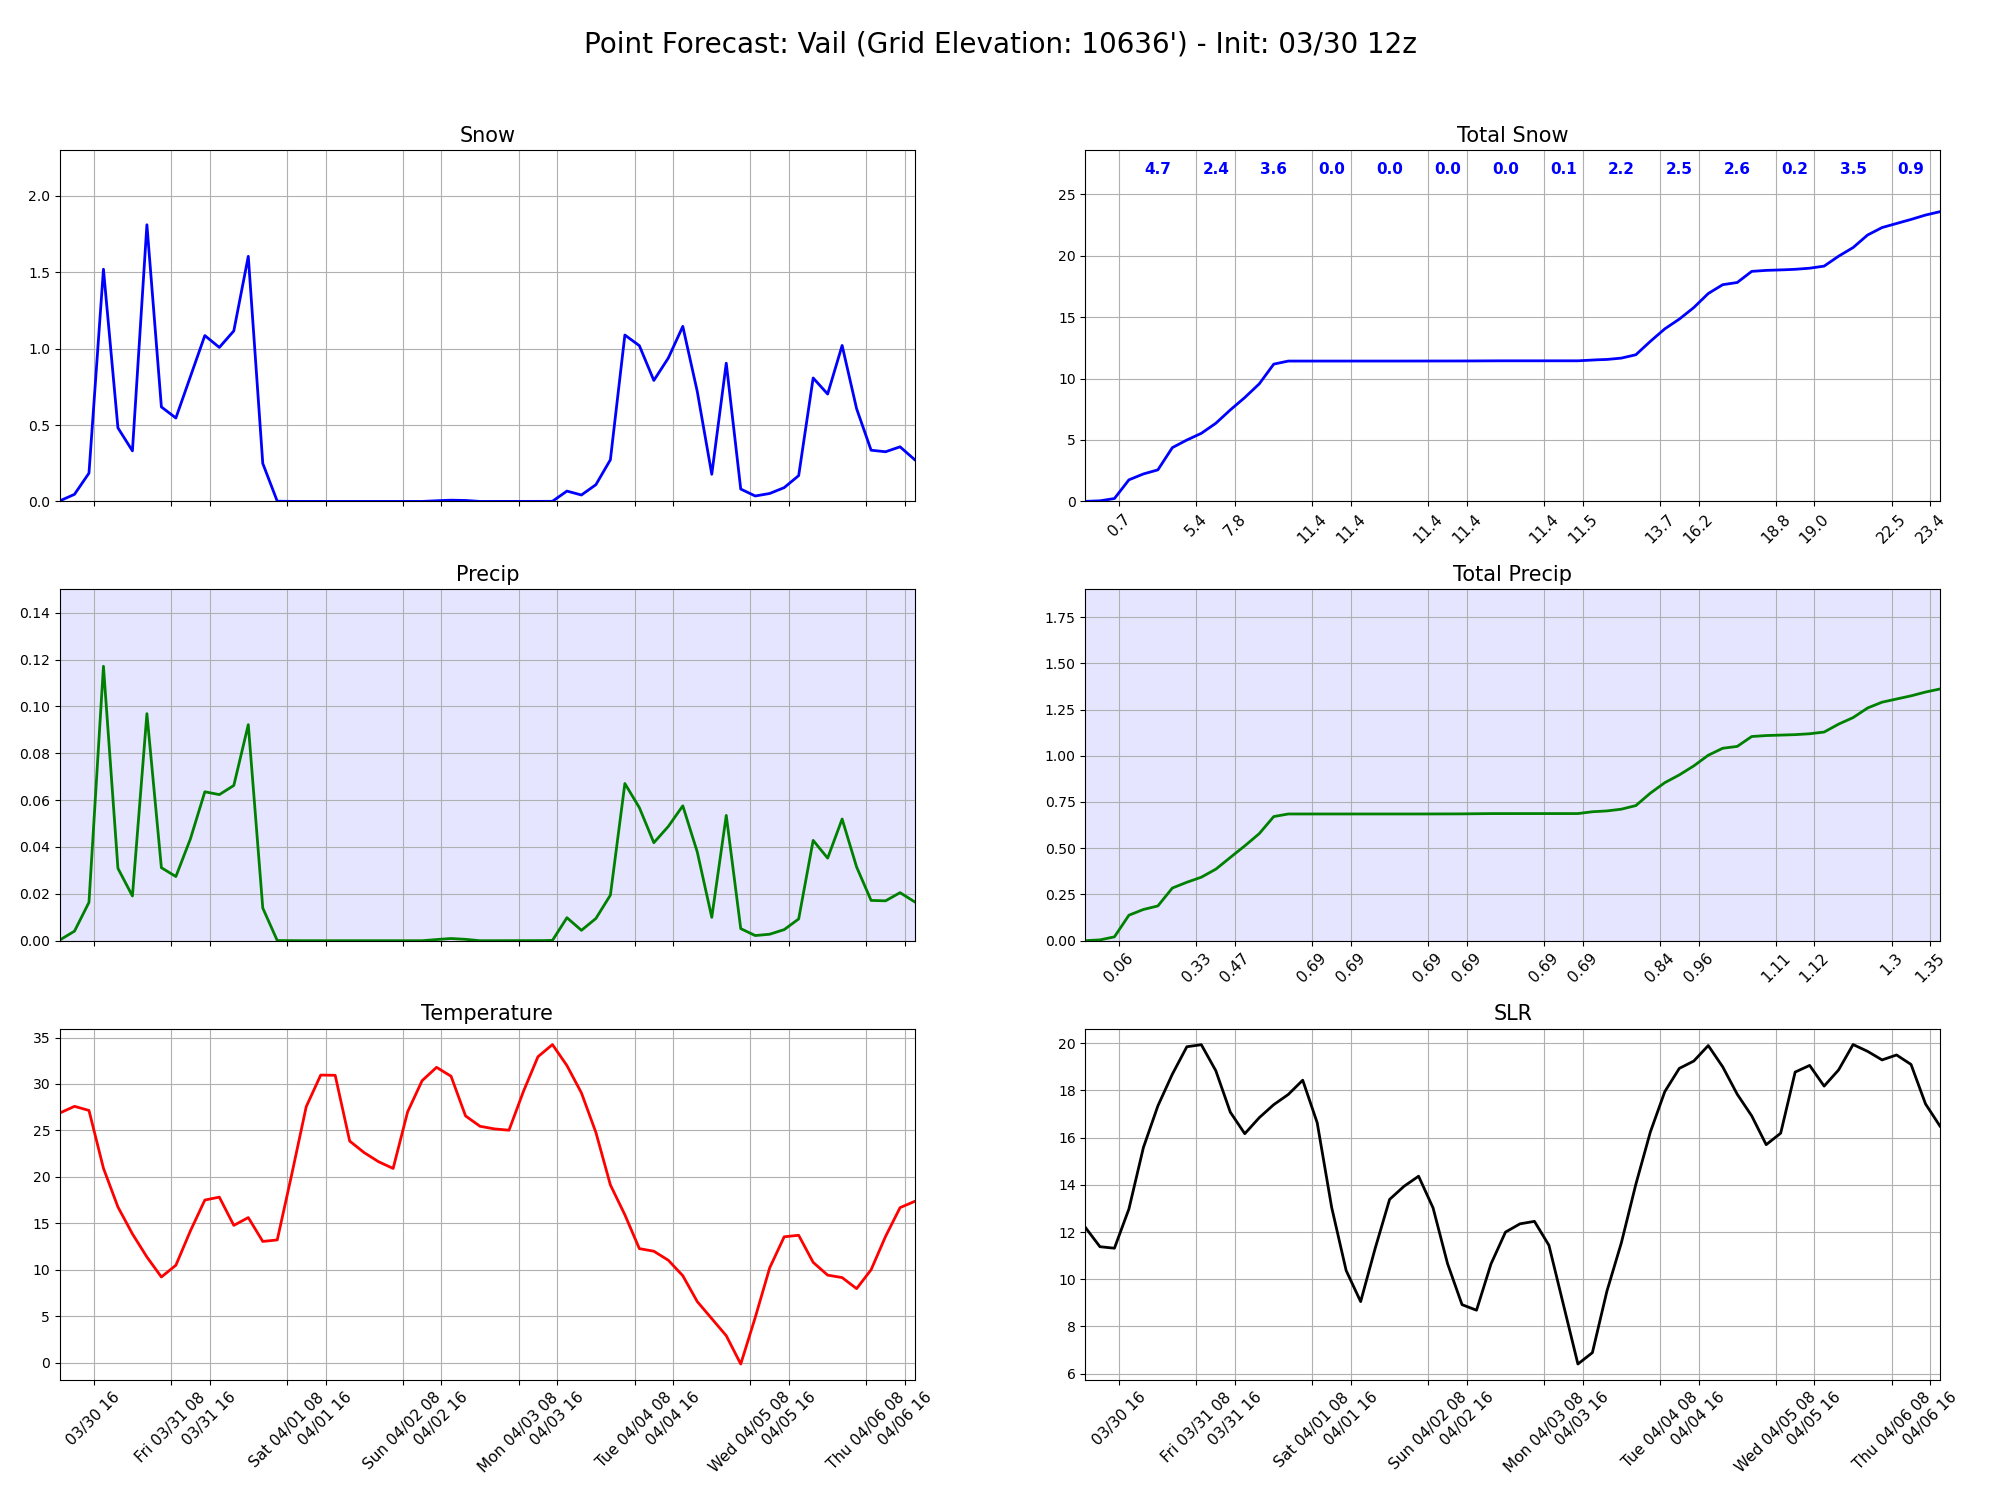 Point Forecast: Vail (Grid Elevation: 10636') - Init: 03/30 12z
Snow
2.0
1.5
1.0
0.5
0.0
Total Snow
4.7 2.4 3.6 0.0 0.0 0.0 0.0 0.1 2.2 2.5 2.6 0.2 3.5 0.9
25
20
15
10
5
0
0.7 5.4 7.8 11.4 11.4 11.4 11.4 11.4 11.5 13.7 16.2 18.8 19.0 22.5 23.4
Precip
0.14
0.12
0.10
0.08
0.06
0.04
0.02
0.00
Total Precip
1.75
1.50
1.25
1.00
0.75
0.50
0.25
0.00
0.06 0.33 0.47 0.69 0.69 0.69 0.69 0.69 0.69 0.84 0.96 1.11 1.12 1.3 1.35
Temperature
35
30
25
20
15
10
5
0
03/30 16
Fri 03/31 08
03/31 16
Sat 04/01 08
04/01 16
Sun 04/02 08
04/02 16
Mon 04/03 08
04/03 16
Tue 04/04 08
04/04 16
Wed 04/05 08
04/05 16
Thu 04/06 08
04/06 16
SLR
20
18
16
14
12
10
8
6
03/30 16
Fri 03/31 08
03/31 16
Sat 04/01 08
04/01 16
Sun 04/02 08
04/02 16
Mon 04/03 08
04/03 16
Tue 04/04 08
04/04 16
Wed 04/05 08
04/05 16
Thu 04/06 08
04/06 16